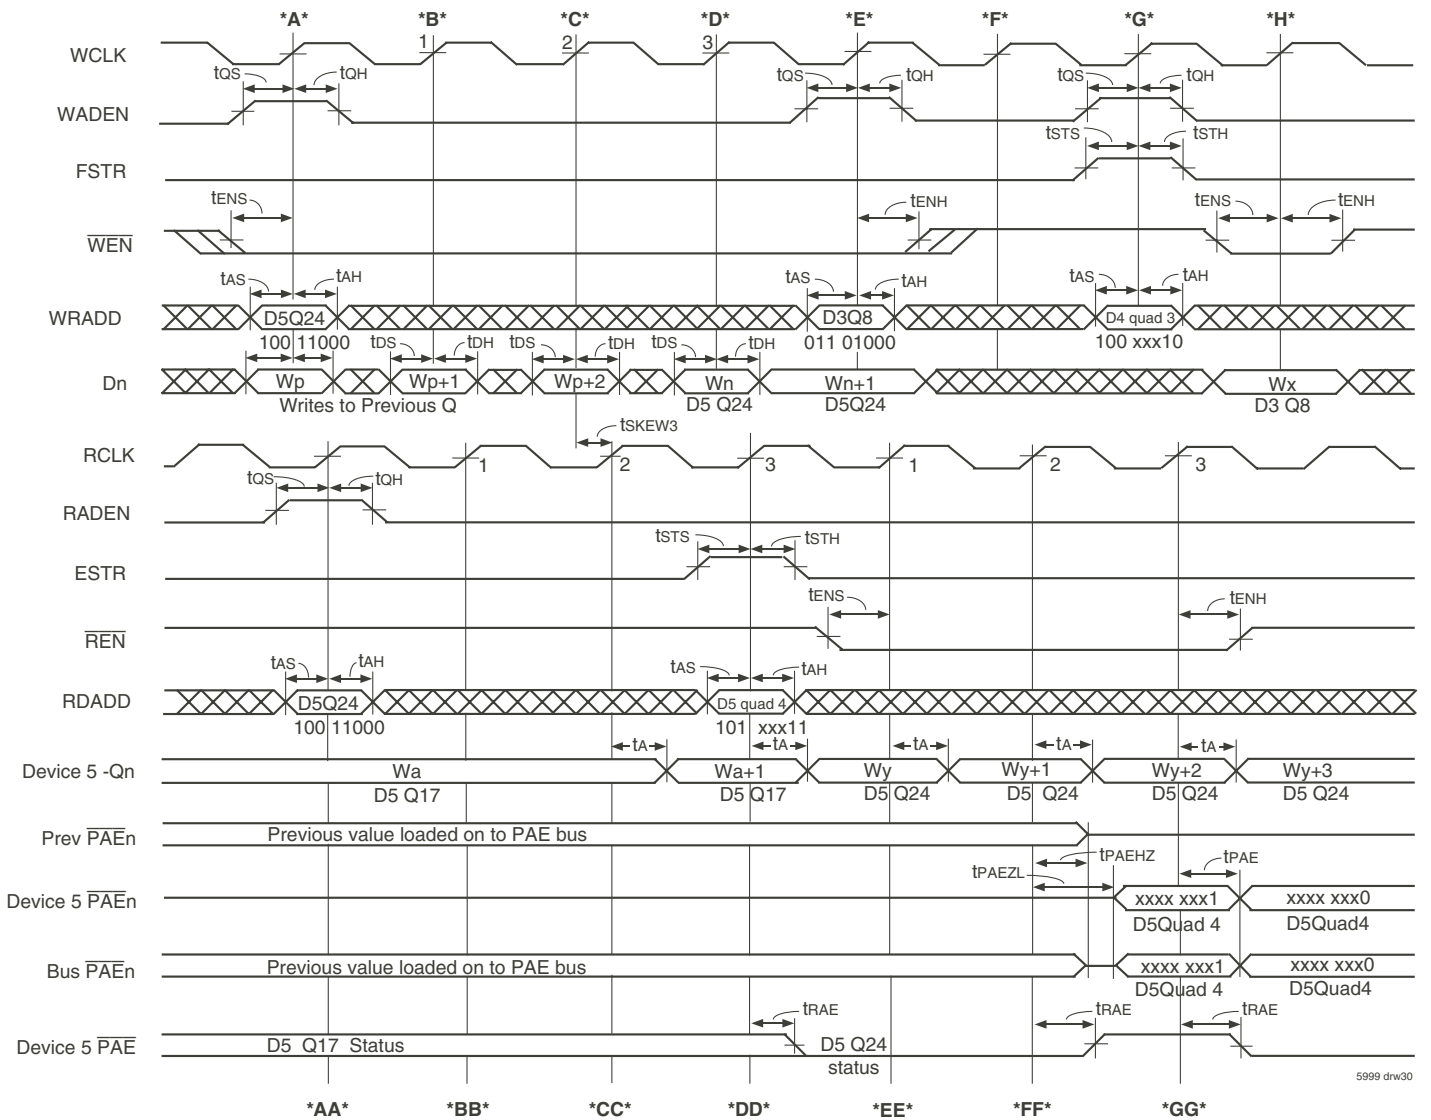 *A* *B* *C* *D* *E* *F* *G* *H*
WCLK 1 2 3
tQS tQH tQS tQH tQS tQH
WADEN
tSTS tSTH
FSTR
tENS tENH tENS tENH
WEN
tAS tAH tAS tAH tAS tAH
WRADD D5Q24 D3Q8 D4 quad 3
100 11000 011 01000 100 xxx10
tDS tDH tDS tDH tDS tDH
Dn Wp Wp+1 Wp+2 Wn Wn+1 Wx
Writes to Previous Q D5 Q24 D5Q24 D3 Q8
tSKEW3
RCLK 1 2 3 1 2 3
tQS tQH
RADEN
tSTS tSTH
ESTR
tENS tENH
REN
tAS tAH tAS tAH
RDADD D5Q24 D5 quad 4
100 11000 101 xxx11
tA tA tA tA tA
Device 5 -Qn Wa Wa+1 Wy Wy+1 Wy+2 Wy+3
D5 Q17 D5 Q17 D5 Q24 D5 Q24 D5 Q24 D5 Q24
Prev PAEn Previous value loaded on to PAE bus
tPAEHZ tPAE
tPAEZL
Device 5 PAEn xxxx xxx1 xxxx xxx0
D5Quad 4 D5Quad4
Bus PAEn Previous value loaded on to PAE bus xxxx xxx1 xxxx xxx0
D5Quad 4 D5Quad4
tRAE tRAE tRAE
Device 5 PAE D5 Q17 Status D5 Q24
status
5999 drw30
*AA* *BB* *CC* *DD* *EE* *FF* *GG*